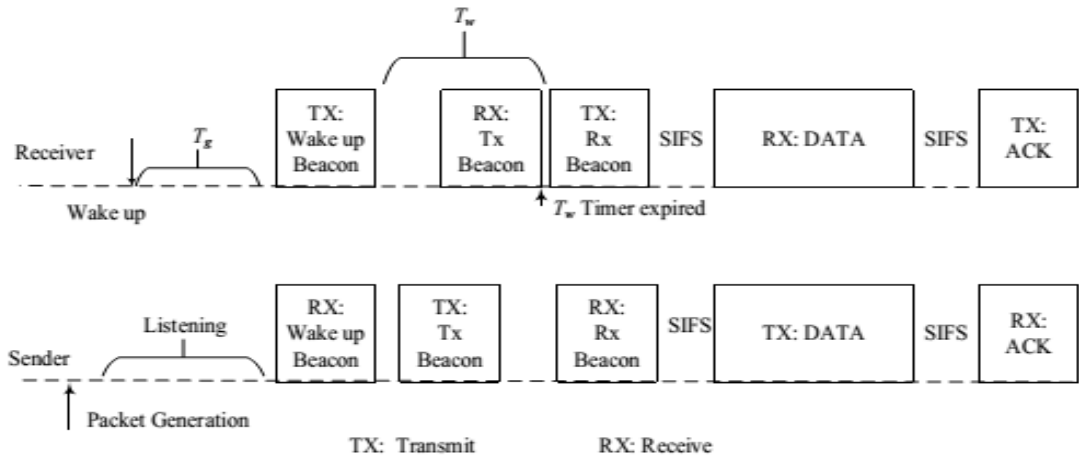 T_w
TX:
Wake up
Beacon
RX:
Tx
Beacon
TX:
Rx
Beacon
SIFS
RX: DATA
SIFS
TX:
ACK
Receiver
T_g
Wake up
T_w Timer expired
RX:
Wake up
Beacon
TX:
Tx
Beacon
RX:
Rx
Beacon
SIFS
TX: DATA
SIFS
RX:
ACK
Listening
Sender
Packet Generation
TX: Transmit
RX: Receive